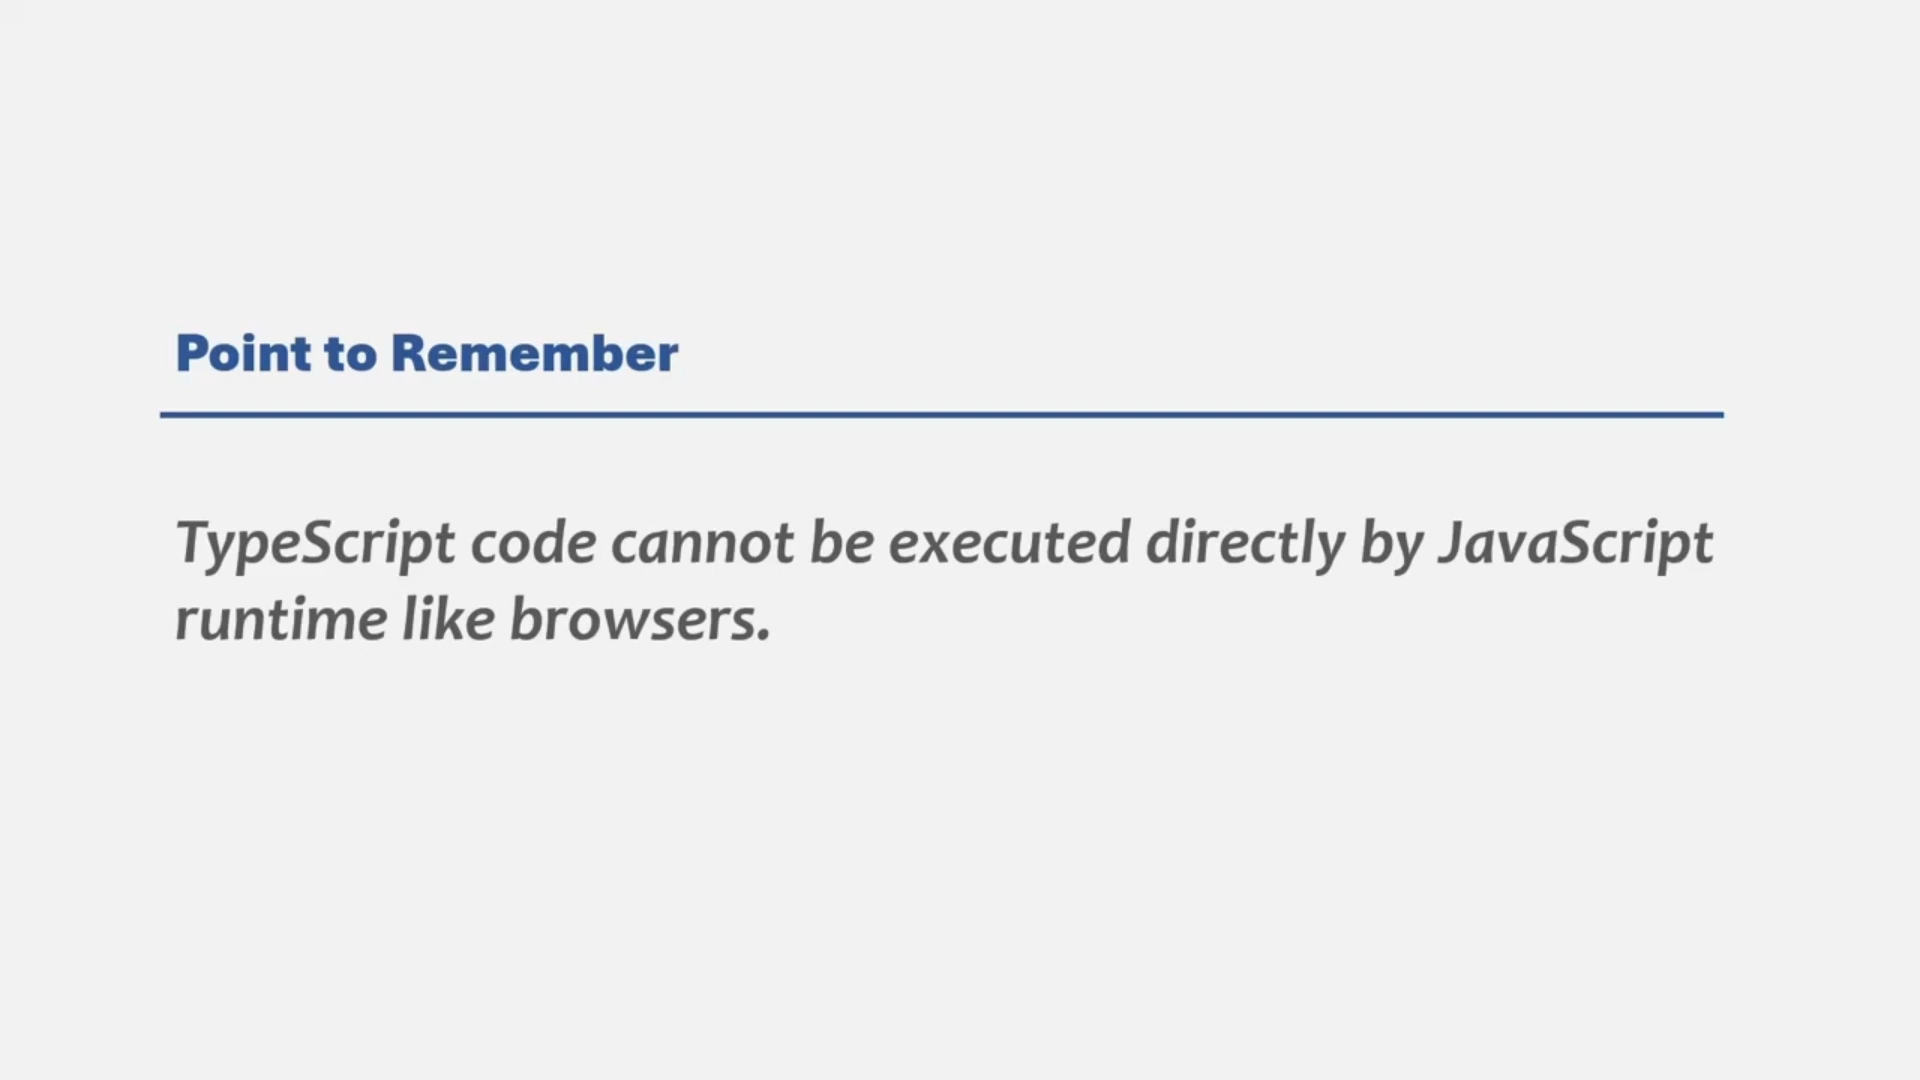 Point to Remember
TypeScript code cannot be executed directly by JavaScript
runtime like browsers.